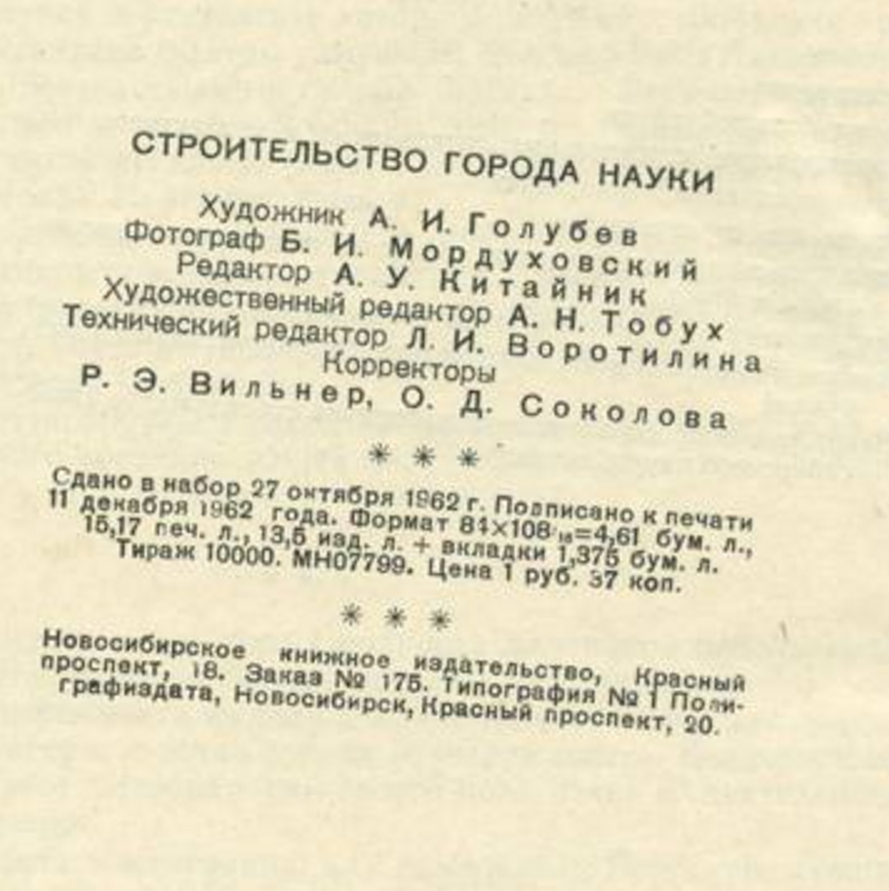 СТРОИТЕЛЬСТВО ГОРОДА НАУКИ
Художник А. И. Голубев
Фотограф Б. И. Мордуховский
Редактор А. У. Китайник
Художественный редактор А. Н. Тобух
Технический редактор Л. И. Воротилина
Корректоры
Р. Э. Вильнер, О. Д. Соколова
* * *
Сдано в набор 27 октября 1962 г. Подписано к печати
11 декабря 1962 года. Формат 84×108 ¹/₁₆=4,61 бум. л.,
15,17 печ. л., 13,5 изд. л. + вкладки 1,375 бум. л.
Тираж 10000. МН07799. Цена 1 руб. 37 коп.
* * *
Новосибирское книжное издательство, Красный
проспект, 18. Заказ № 175. Типография № 1 Поли-
графиздата, Новосибирск, Красный проспект, 20.